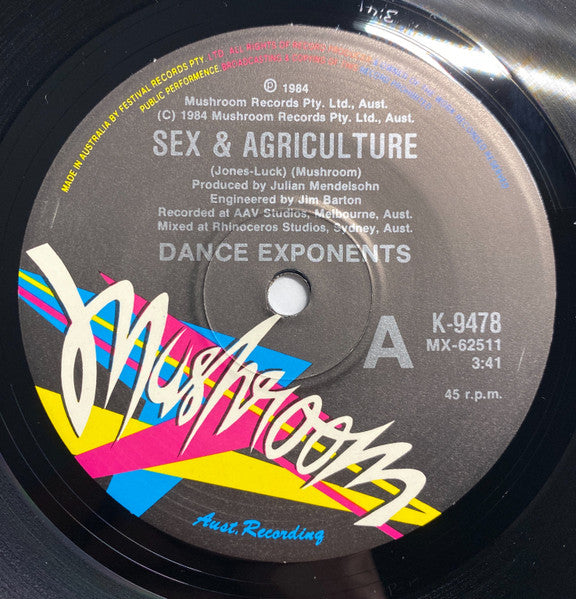 MADE IN AUSTRALIA BY FESTIVAL RECORDS PTY. LTD. ALL RIGHTS OF
PUBLIC PERFORMENCE, BROADCASTING &
℗ 1984
Mushroom Records Pty. Ltd., Aust.
(C) 1984 Mushroom Records Pty. Ltd., Aust.
SEX & AGRICULTURE
(Jones-Luck) (Mushroom)
Produced by Julian Mendelsohn
Engineered by Jim Barton
Recorded at AAV Studios, Melbourne, Aust.
Mixed at Rhinoceros Studios, Sydney, Aust.
DANCE EXPONENTS
A
K-9478
MX-62511
3:41
45 r.p.m.
Mushroom
Aust. Recording